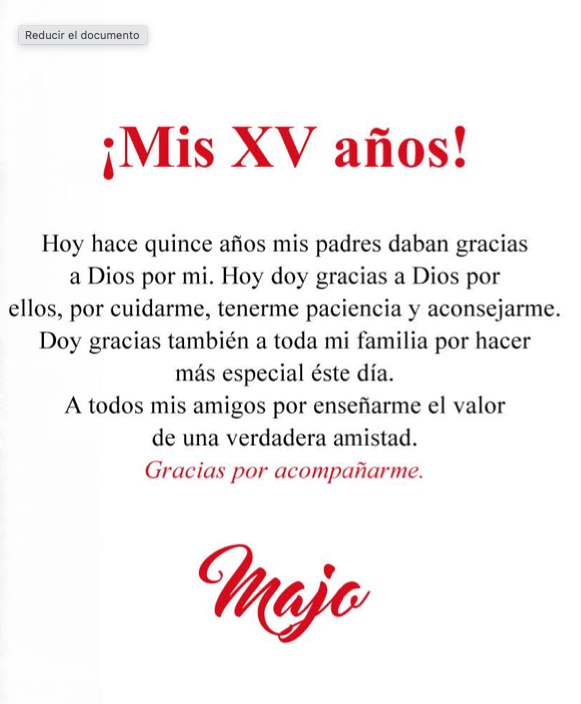 Reducir el documento
¡Mis XV años!
Hoy hace quince años mis padres daban gracias
a Dios por mi. Hoy doy gracias a Dios por
ellos, por cuidarme, tenerme paciencia y aconsejarme.
Doy gracias también a toda mi familia por hacer
más especial éste día.
A todos mis amigos por enseñarme el valor
de una verdadera amistad.
Gracias por acompañarme.
Majo